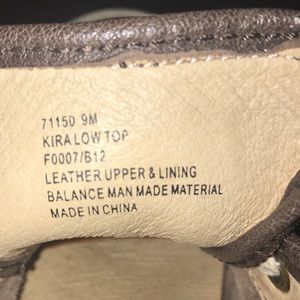 71150 9M
KIRA LOW TOP
F0007/B12
LEATHER UPPER & LINING
BALANCE MAN MADE MATERIAL
MADE IN CHINA